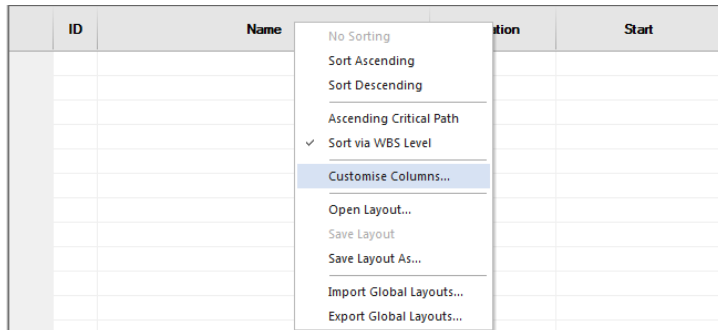 ID Name ation Start
No Sorting
Sort Ascending
Sort Descending
Ascending Critical Path
Sort via WBS Level
Customise Columns...
Open Layout...
Save Layout
Save Layout As...
Import Global Layouts...
Export Global Layouts...